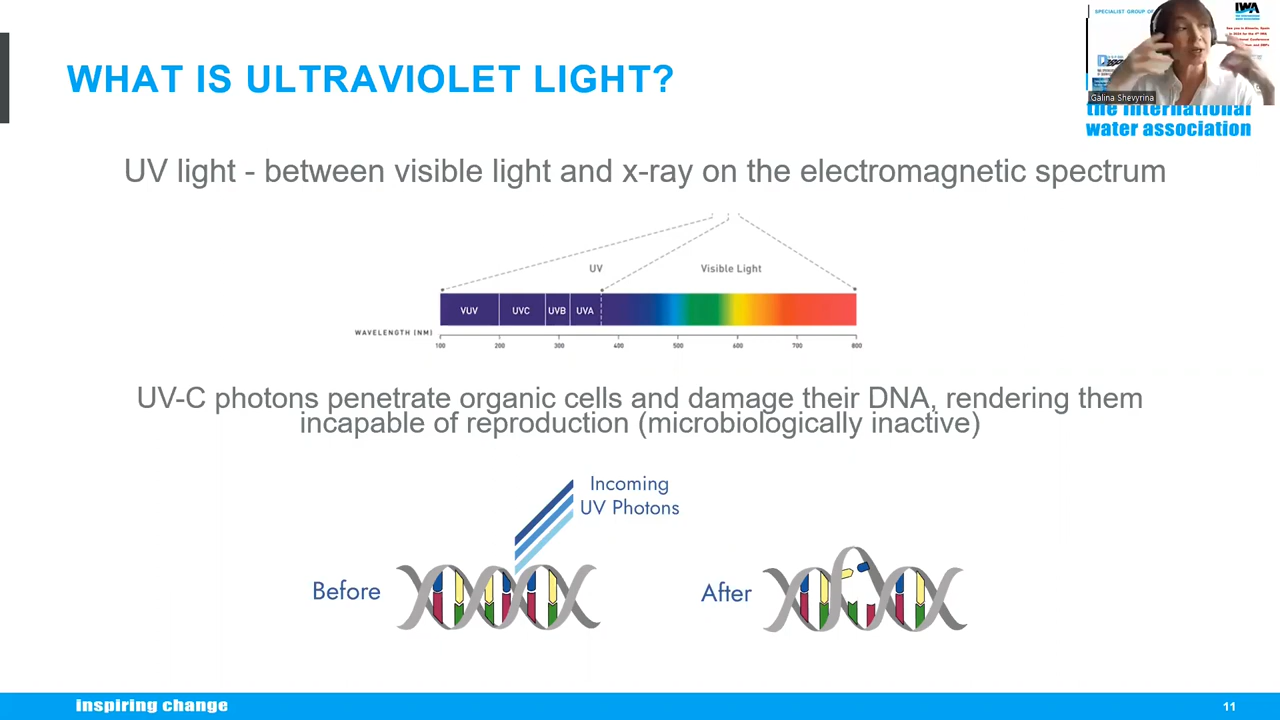 WHAT IS ULTRAVIOLET LIGHT?
SPECIALIST GROUP OF
IWA
Galina Shevyrina
the international
water association
UV light - between visible light and x-ray on the electromagnetic spectrum
UV
Visible Light
VUV
UVC
UVB
UVA
WAVELENGTH (NM)
100
200
300
400
500
600
700
800
UV-C photons penetrate organic cells and damage their DNA, rendering them
incapable of reproduction (microbiologically inactive)
Incoming
UV Photons
Before
After
inspiring change
11